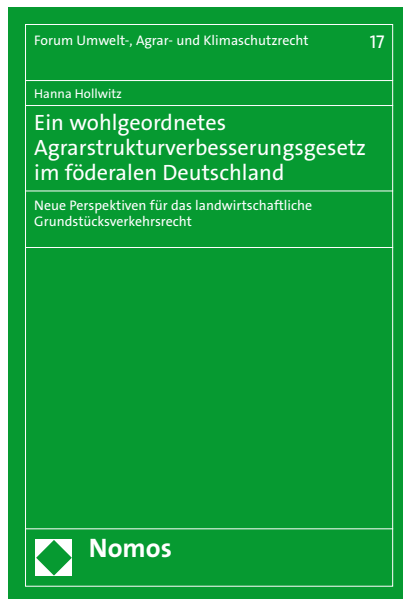 Forum Umwelt-, Agrar- und Klimaschutzrecht 17
Hanna Hollwitz
Ein wohlgeordnetes
Agrarstrukturverbesserungsgesetz
im föderalen Deutschland
Neue Perspektiven für das landwirtschaftliche
Grundstücksverkehrsrecht
Nomos